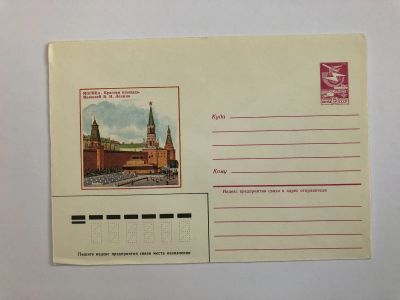 МОСКВА. Красная площадь.
Мавзолей В. И. Ленина
Куда
Кому
Индекс предприятия связи и адрес отправителя
Пишите индекс предприятия связи места назначения